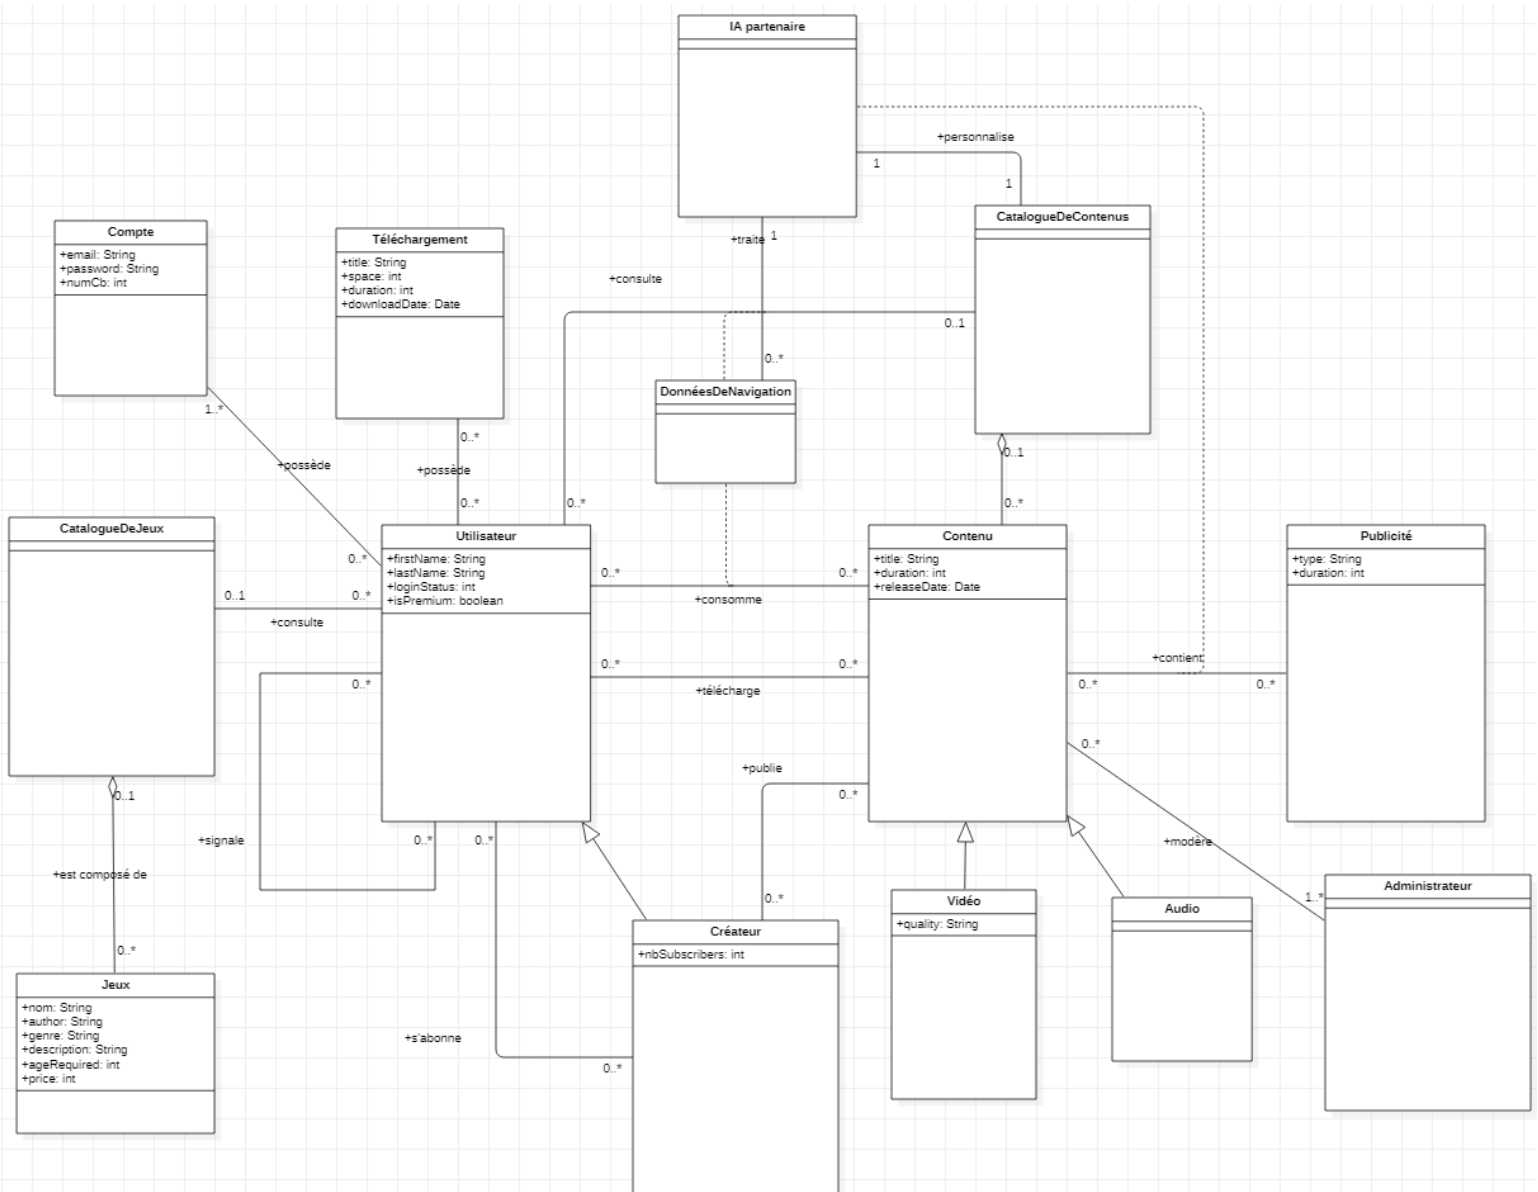 IA partenaire
+personnalise
1
1
CatalogueDeContenus
Compte
+email: String
+password: String
+numCb: int
Téléchargement
+title: String
+space: int
+duration: int
+downloadDate: Date
+traite
1
+consulte
0..1
0..*
DonnéesDeNavigation
1..*
+possède
0..*
+possède
0..*
0..*
0..1
0..*
CatalogueDeJeux
Utilisateur
+firstName: String
+lastName: String
+loginStatus: int
+isPremium: boolean
Contenu
+title: String
+duration: int
+releaseDate: Date
Publicité
+type: String
+duration: int
0..*
0..*
0..*
+consomme
0..1
0..*
+consulte
0..*
0..*
+télécharge
+contient
0..*
0..*
0..*
0..*
+publie
0..*
0..1
+signale
0..*
0..*
+modère
+est composé de
1..*
Administrateur
0..*
Vidéo
+quality: String
Audio
0..*
Créateur
+nbSubscribers: int
Jeux
+nom: String
+author: String
+genre: String
+description: String
+ageRequired: int
+price: int
+s'abonne
0..*